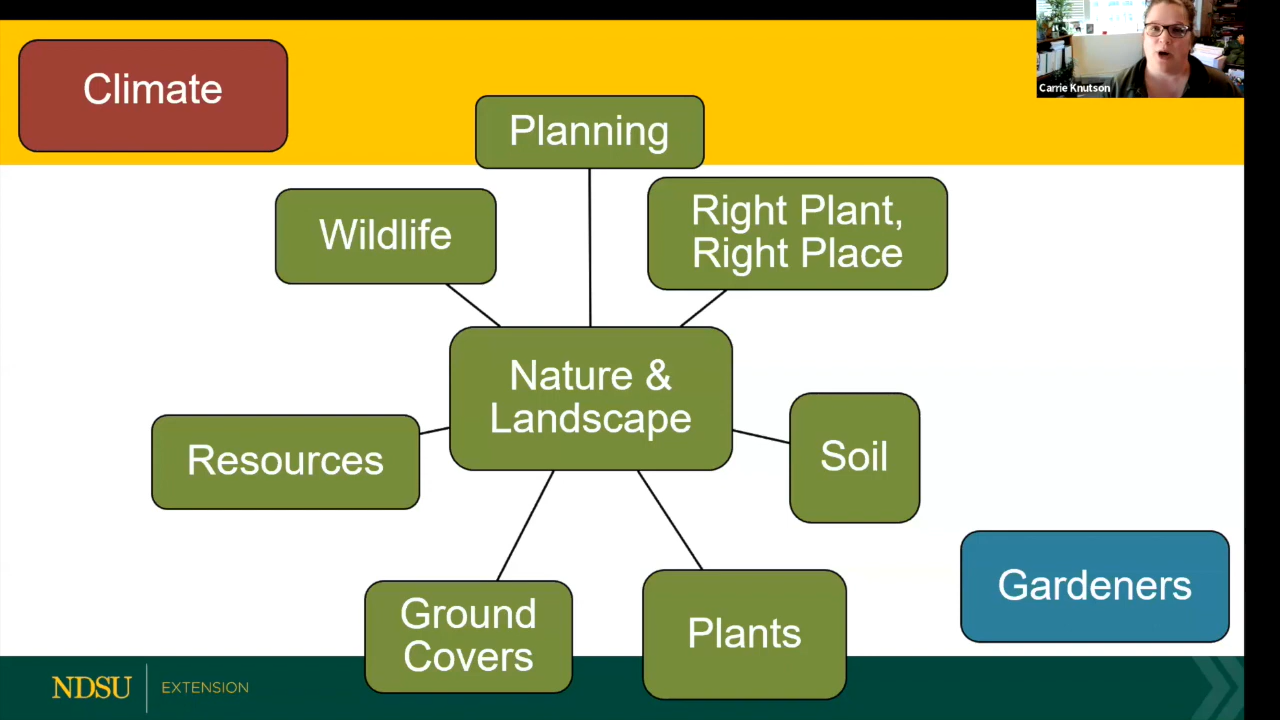 Climate
Carrie Knutson
Planning
Wildlife
Right Plant,
Right Place
Nature &
Landscape
Resources
Soil
Gardeners
Ground
Covers
Plants
NDSU
EXTENSION